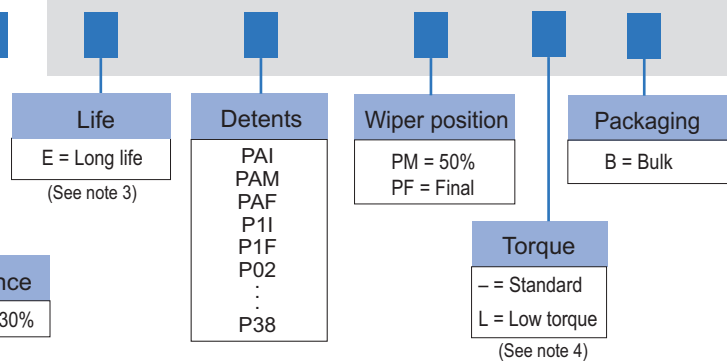 Life
E = Long life
(See note 3)
Detents
PAI
PAM
PAF
P1I
P1F
P02
:
:
P38
Wiper position
PM = 50%
PF = Final
Packaging
B = Bulk
Torque
– = Standard
L = Low torque
(See note 4)
nce
30%